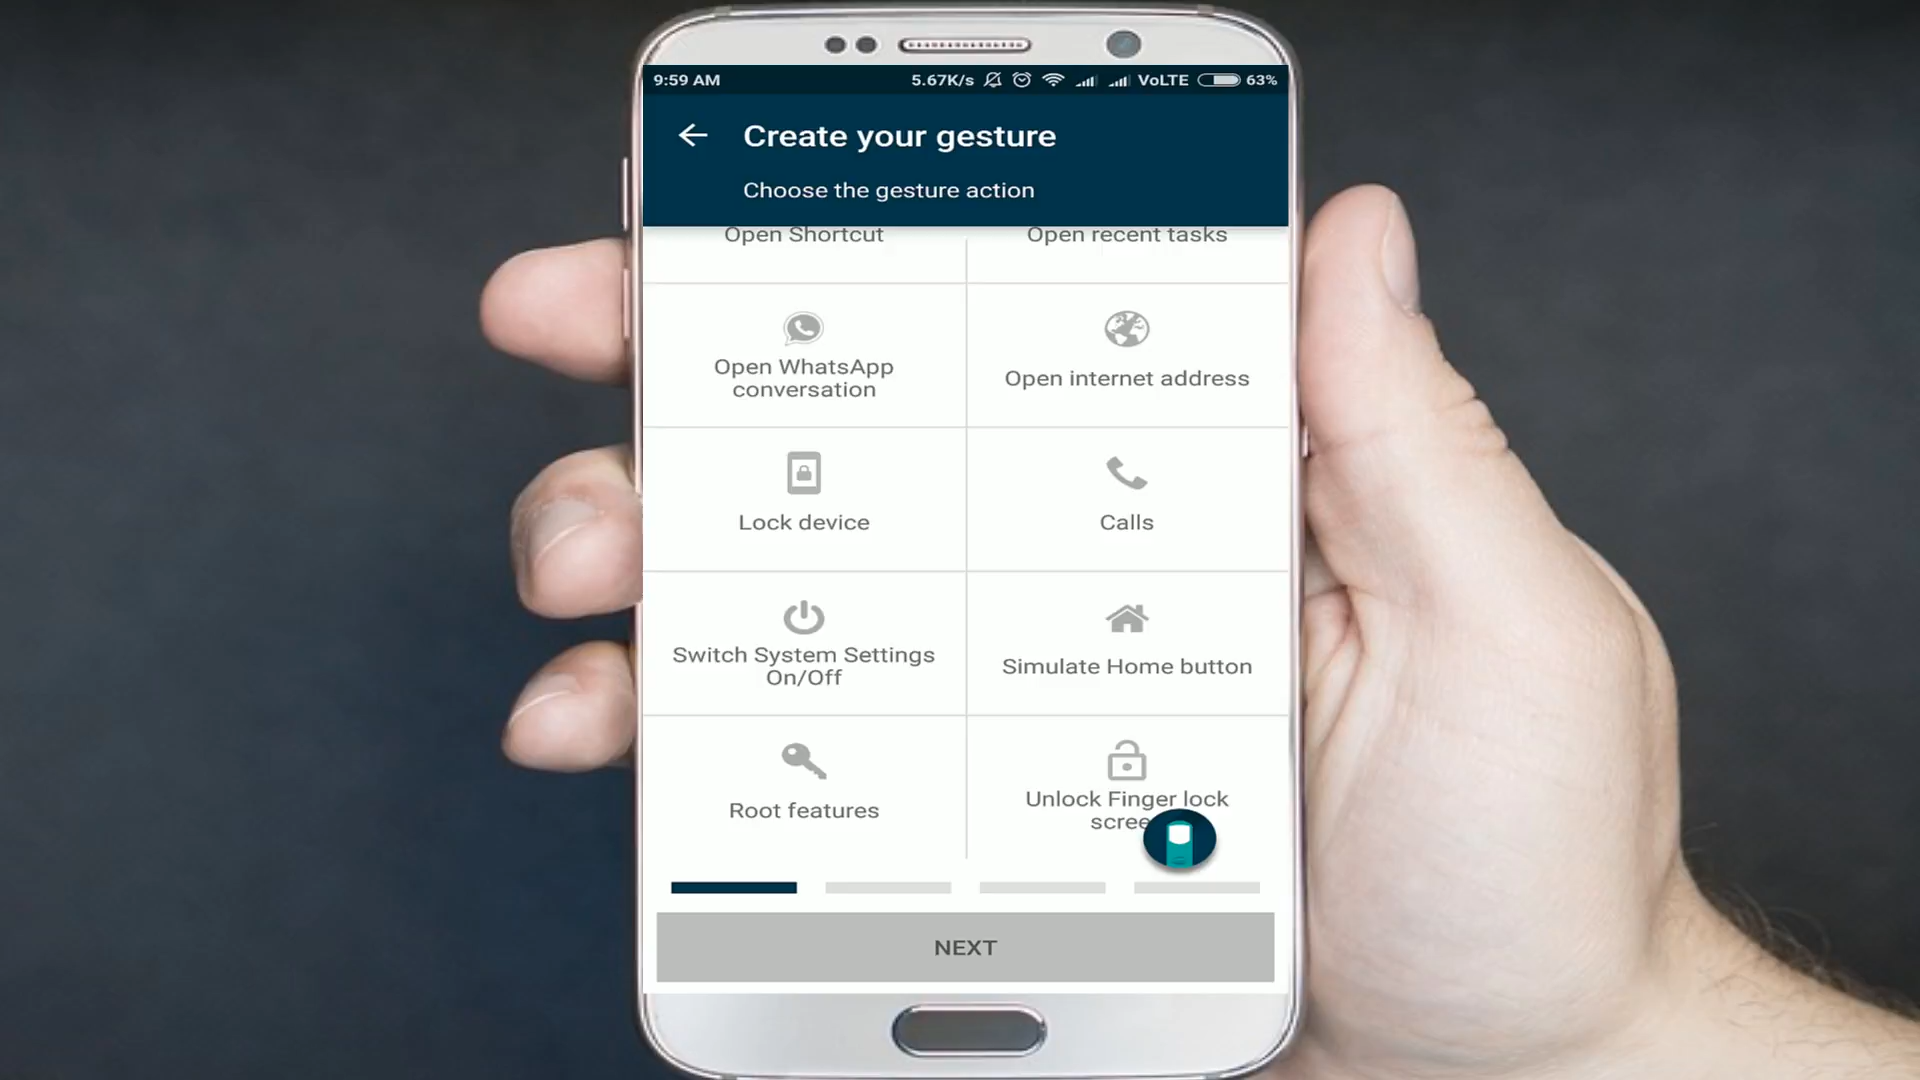 9:59 AM 5.67K/s VoLTE 63%
Create your gesture
Choose the gesture action
Open Shortcut Open recent tasks
Open WhatsApp
conversation
Open internet address
Lock device Calls
Switch System Settings
On/Off
Simulate Home button
Root features
Unlock Finger lock
NEXT